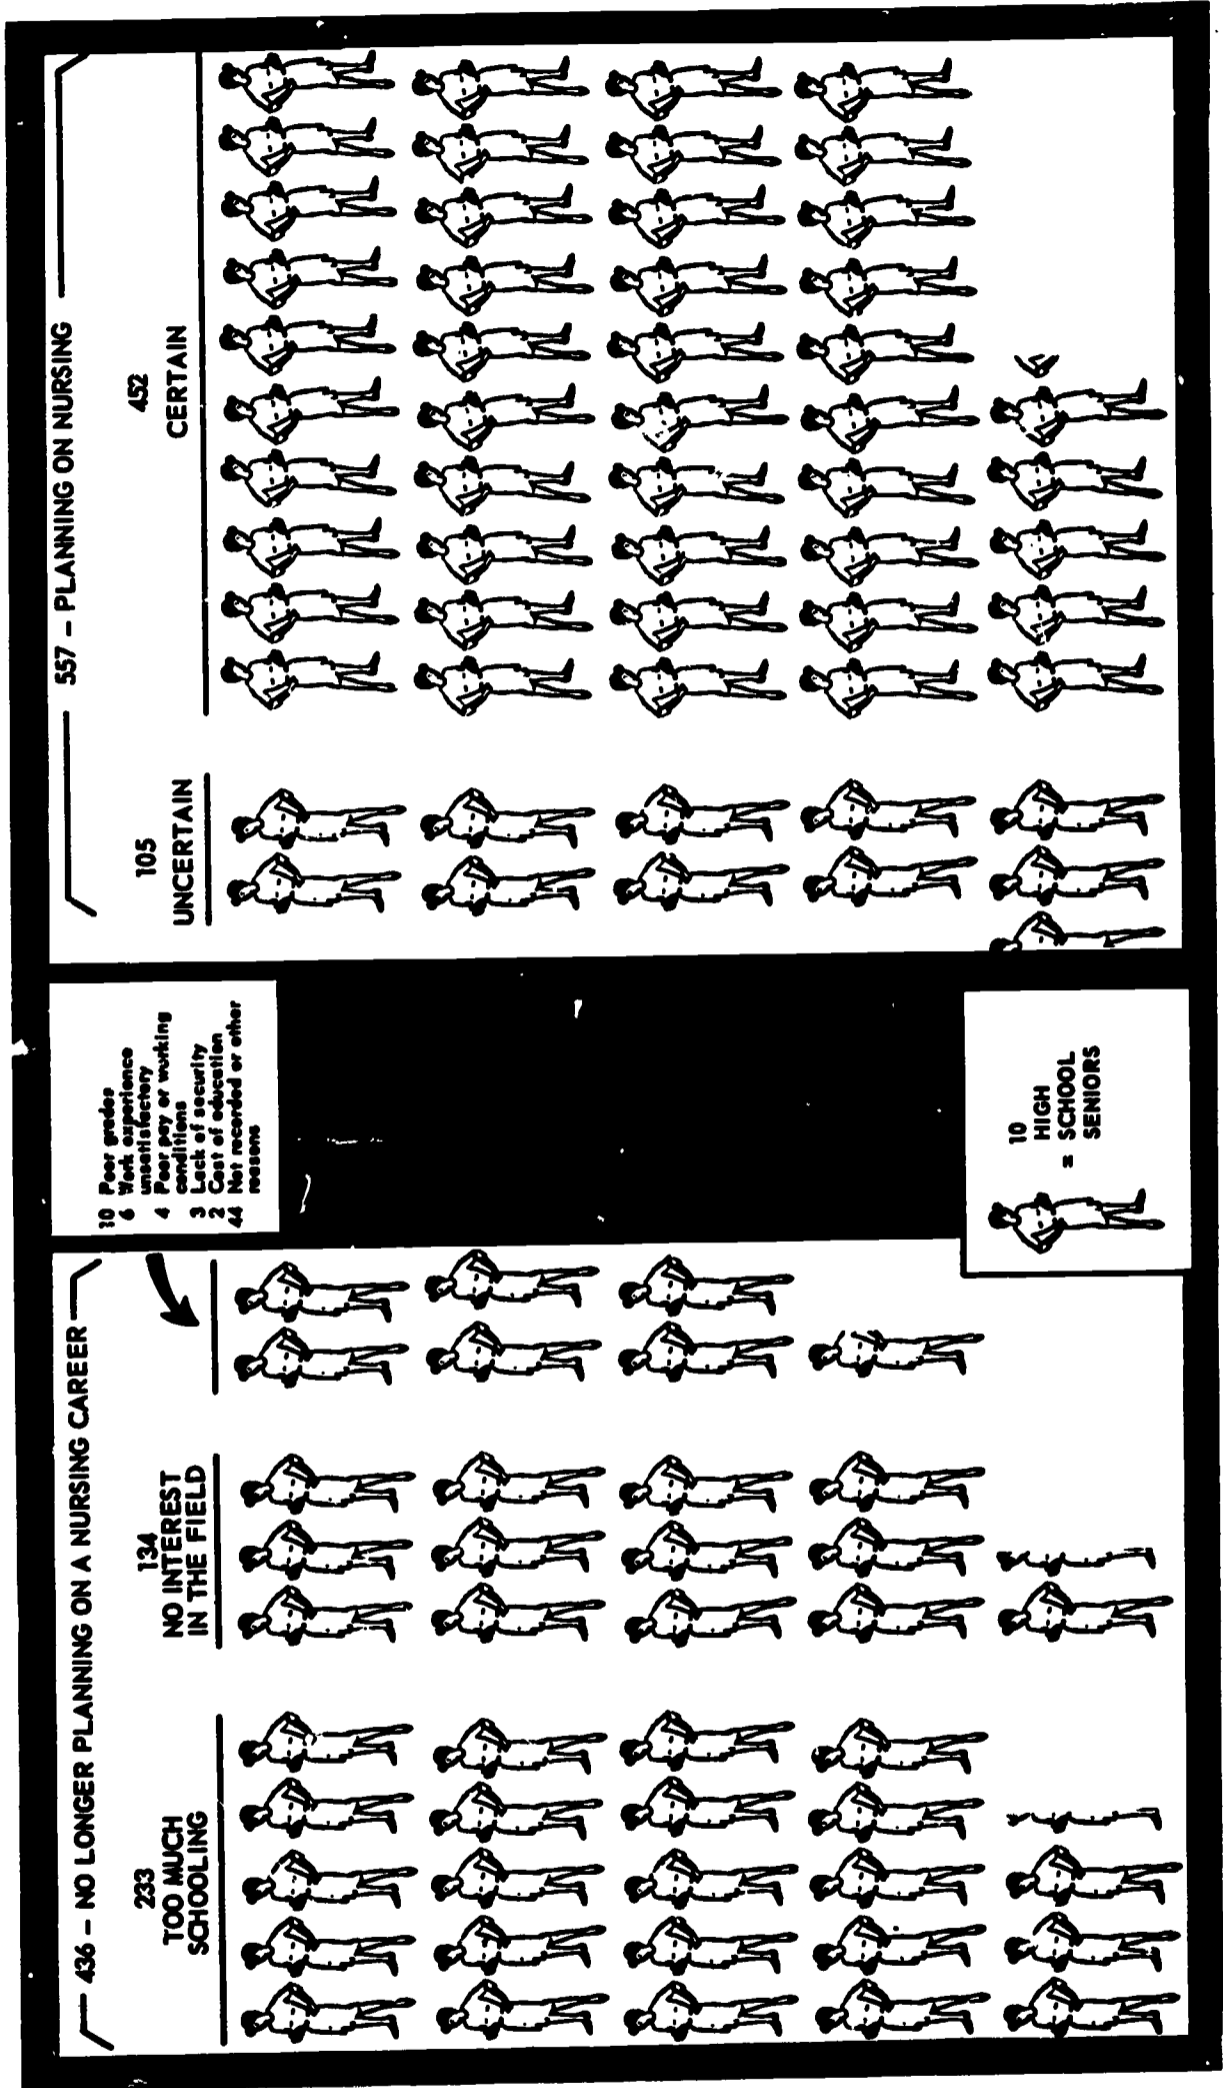 436 – NO LONGER PLANNING ON A NURSING CAREER
233
TOO MUCH
SCHOOLING
134
NO INTEREST
IN THE FIELD
10 Poor grades
6 Work experience
unsatisfactory
4 Poor pay or working
conditions
3 Lack of security
2 Cost of education
44 Not recorded or other
reasons
557 – PLANNING ON NURSING
105
UNCERTAIN
452
CERTAIN
10
HIGH
= SCHOOL
SENIORS